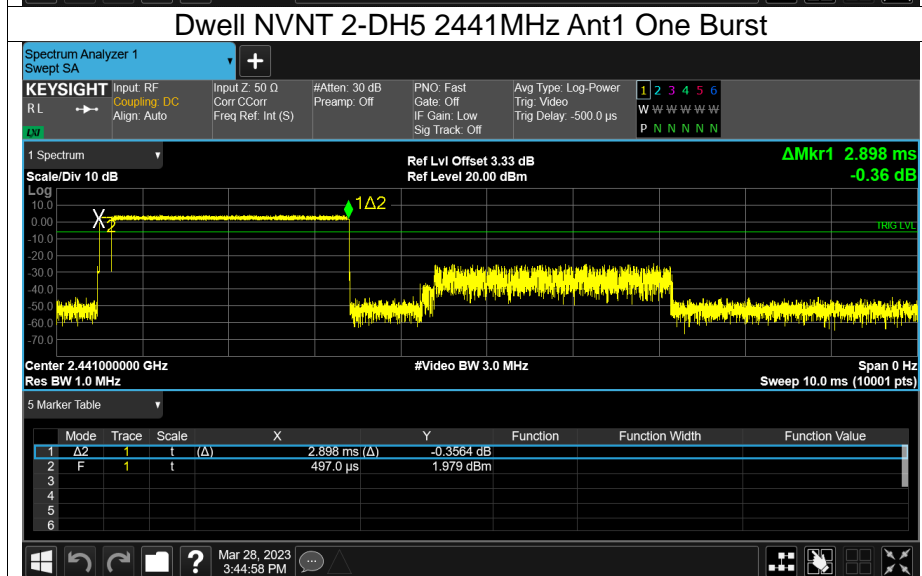 Dwell NVNT 2-DH5 2441MHz Ant1 One Burst
Spectrum Analyzer 1
Swept SA
+
KEYSIGHT Input: RF Input Z: 50 Ω #Atten: 30 dB PNO: Fast Avg Type: Log-Power 1 2 3 4 5 6
R L Coupling: DC Corr CCorr Preamp: Off Gate: Off Trig: Video W W W W W W
Align: Auto Freq Ref: Int (S) IF Gain: Low Trig Delay: -500.0 µs
LXI Sig Track: Off P N N N N N
1 Spectrum Ref Lvl Offset 3.33 dB ΔMkr1 2.898 ms
Scale/Div 10 dB Ref Level 20.00 dBm -0.36 dB
Log
10.0 1Δ2
0.00 X2 TRIG LVL
-10.0
-20.0
-30.0
-40.0
-50.0
-60.0
-70.0
Center 2.441000000 GHz #Video BW 3.0 MHz Span 0 Hz
Res BW 1.0 MHz Sweep 10.0 ms (10001 pts)
5 Marker Table
Mode Trace Scale X Y Function Function Width Function Value
1 Δ2 1 t (Δ) 2.898 ms (Δ) -0.3564 dB
2 F 1 t 497.0 µs 1.979 dBm
3
4
5
6
? Mar 28, 2023
3:44:58 PM